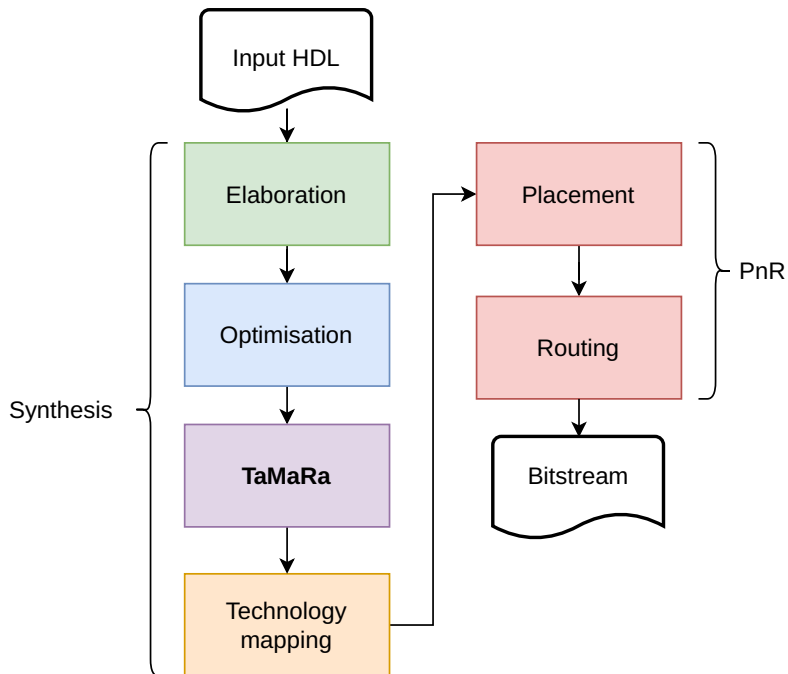 Input HDL
Elaboration
Optimisation
Synthesis
TaMaRa
Technology
mapping
Placement
PnR
Routing
Bitstream